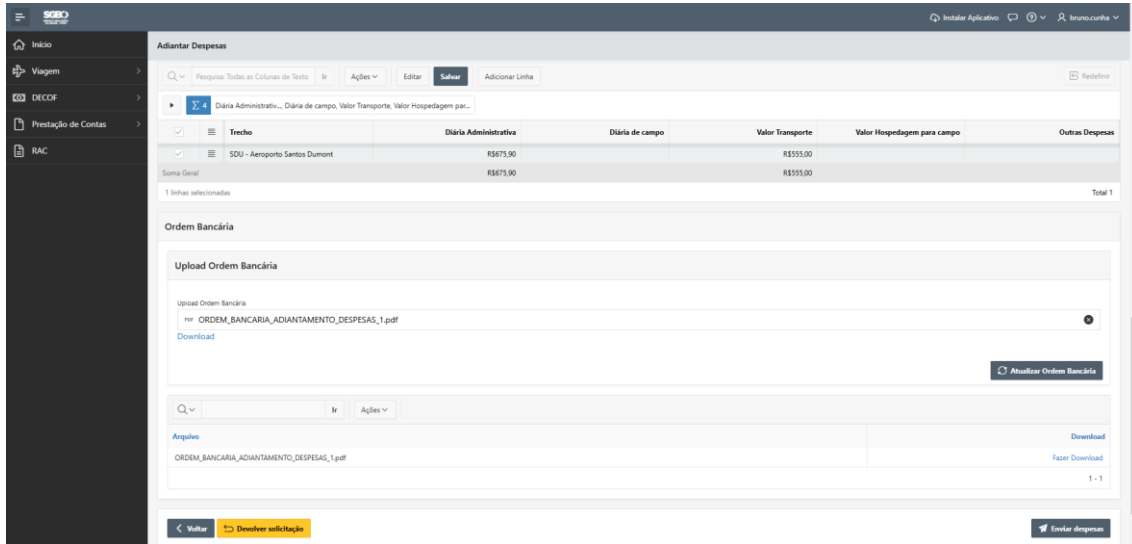 SGBO
Instalar Aplicativo
bruno.cunha
Início
Viagem
DECOF
Prestação de Contas
RAC
Adiantar Despesas
Pesquisa: Todas as Colunas de Texto Ir Ações Editar Salvar Adicionar Linha Redefinir
4 Diária Administrativ..., Diária de campo, Valor Transporte, Valor Hospedagem par...
Trecho Diária Administrativa Diária de campo Valor Transporte Valor Hospedagem para campo Outras Despesas
SDU - Aeroporto Santos Dumont R$675,90 R$555,00
Soma Geral R$675,90 R$555,00
1 linhas selecionadas Total 1
Ordem Bancária
Upload Ordem Bancária
Upload Ordem Bancária
PDF ORDEM_BANCARIA_ADIANTAMENTO_DESPESAS_1.pdf
Download
Atualizar Ordem Bancária
Ir Ações
Arquivo Download
ORDEM_BANCARIA_ADIANTAMENTO_DESPESAS_1.pdf Fazer Download
1 - 1
Voltar Devolver solicitação Enviar despesas